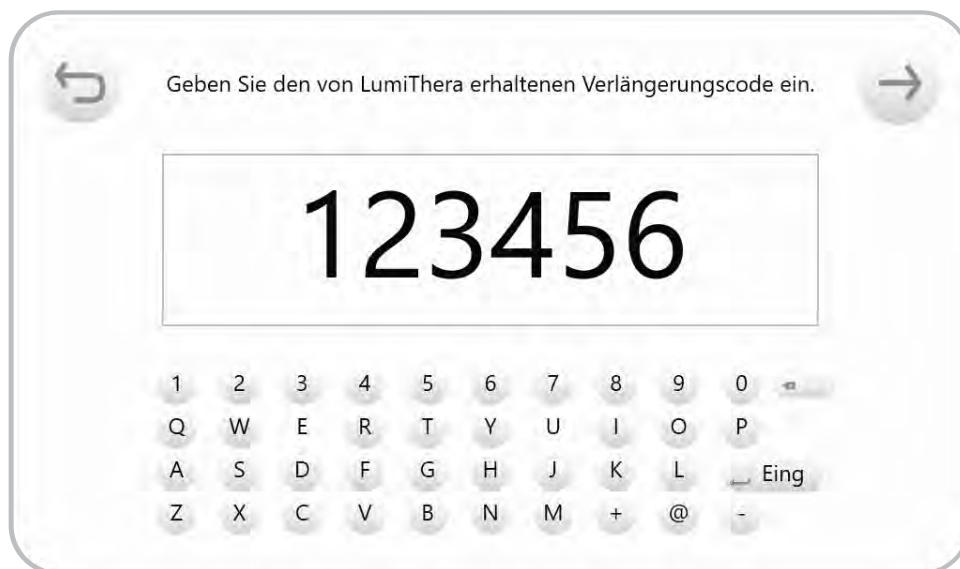 Geben Sie den von LumiThera erhaltenen Verlängerungscode ein.
123456
1 2 3 4 5 6 7 8 9 0
Q W E R T Y U I O P
A S D F G H J K L Eing
Z X C V B N M + @ -